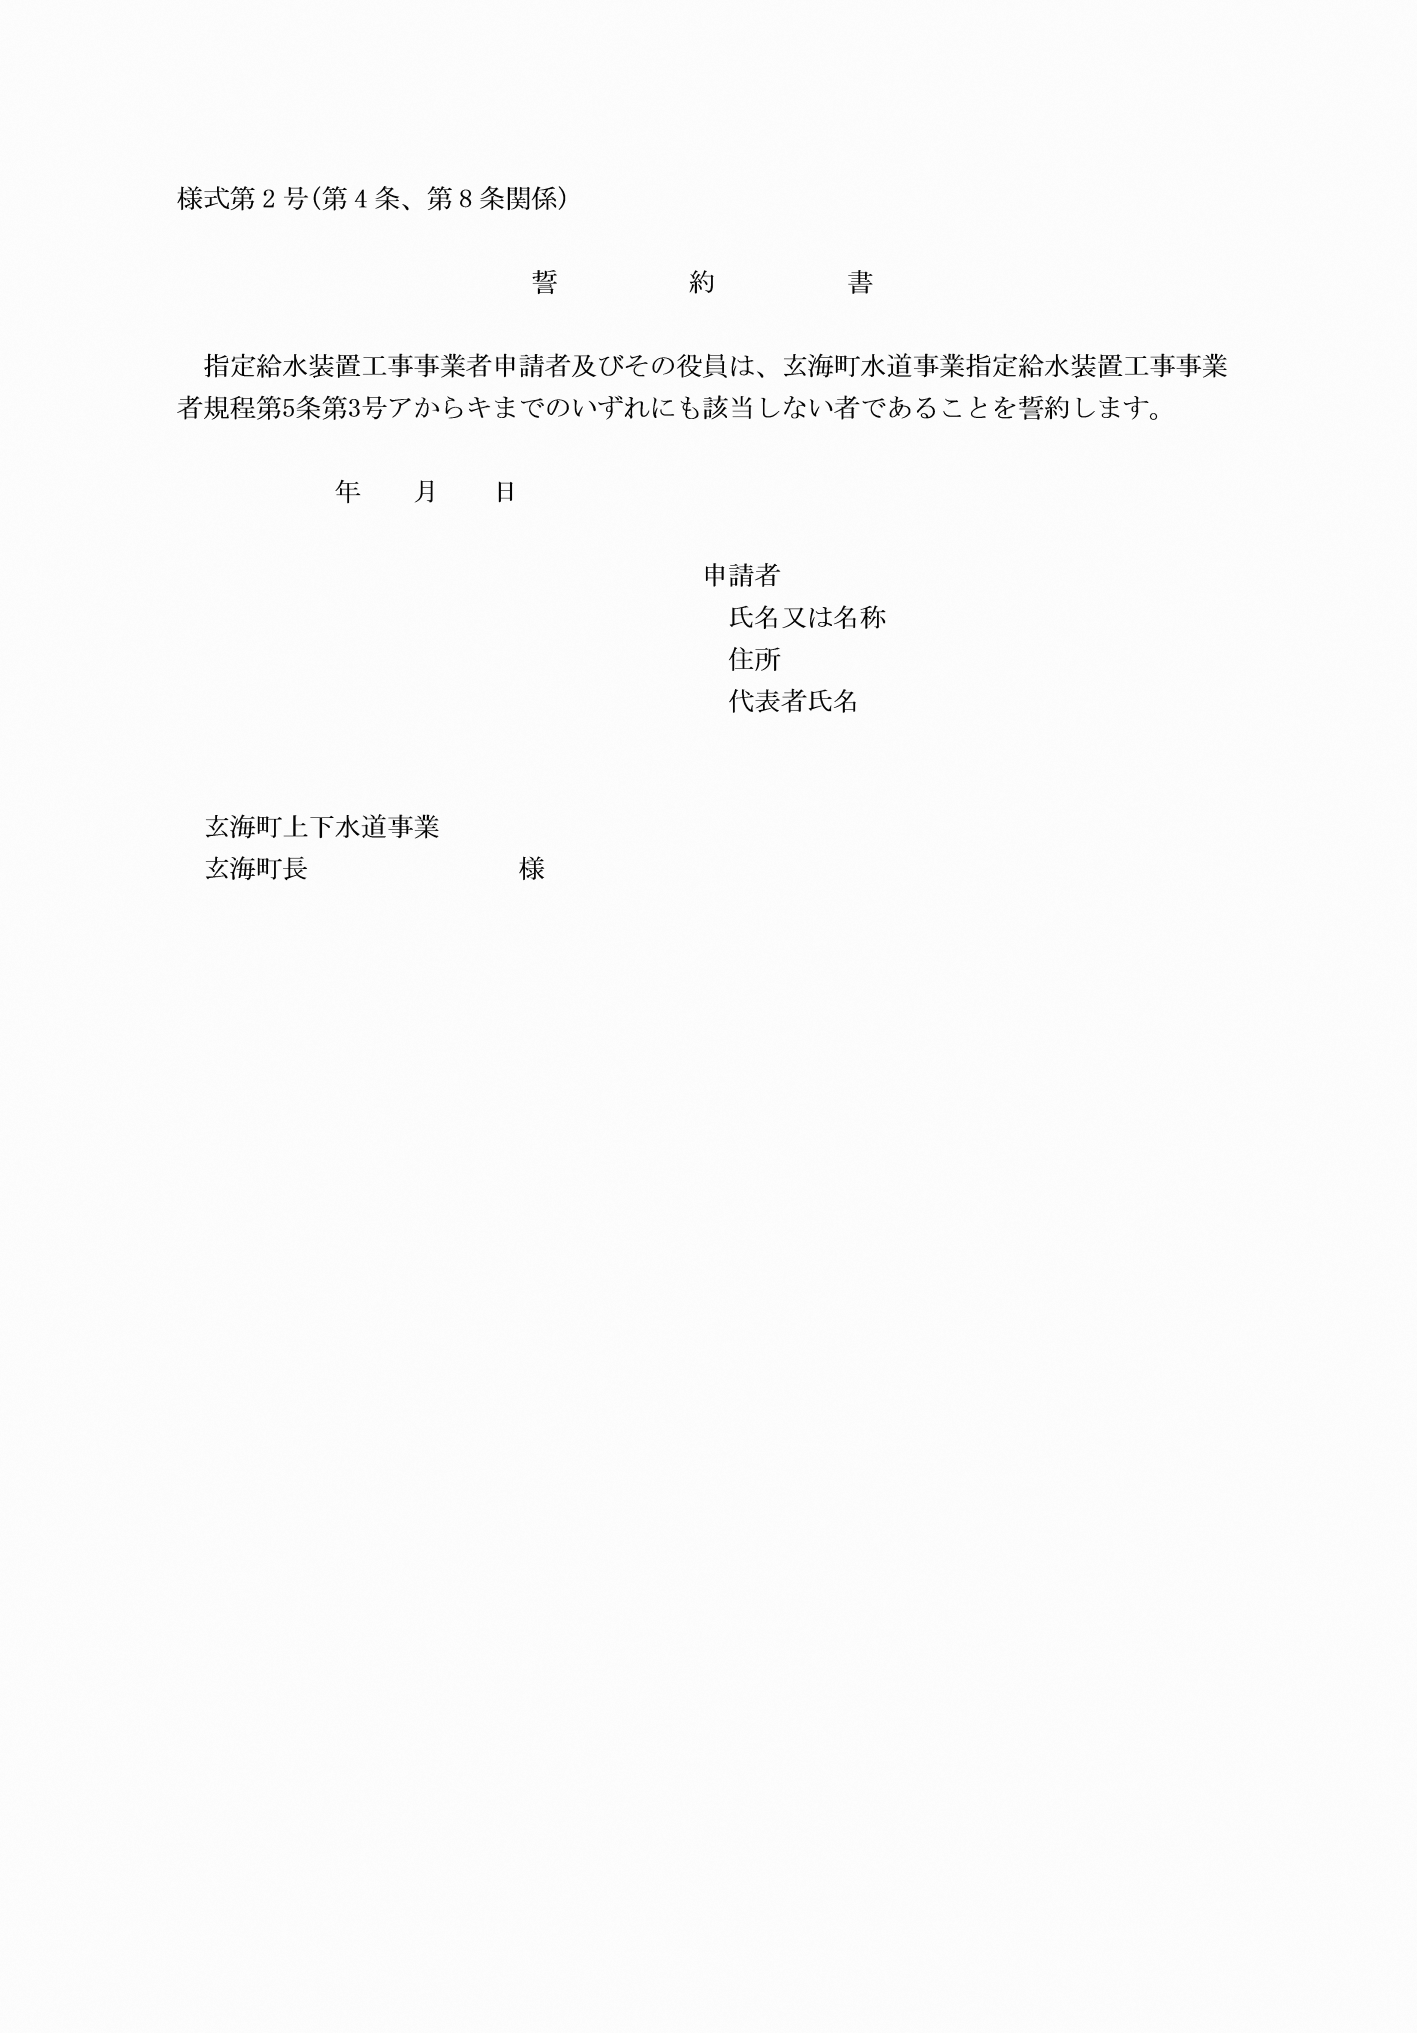 様式第2号(第4条、第8条関係)
誓　　　　　約　　　　　書
　指定給水装置工事事業者申請者及びその役員は、玄海町水道事業指定給水装置工事事業
者規程第5条第3号アからキまでのいずれにも該当しない者であることを誓約します。
年　　月　　日
申請者
氏名又は名称
住所
代表者氏名
玄海町上下水道事業
玄海町長　　　　　　　　様